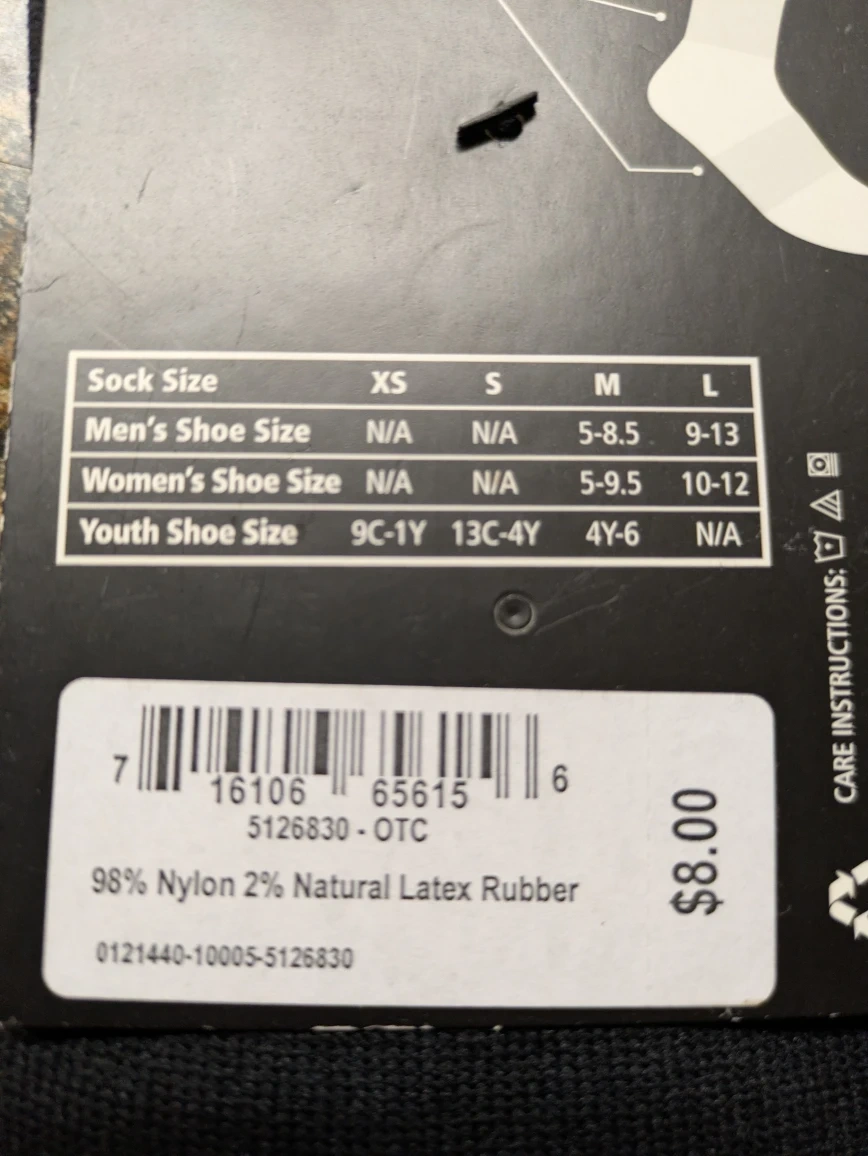 Sock Size XS S M L
Men's Shoe Size N/A N/A 5-8.5 9-13
Women's Shoe Size N/A N/A 5-9.5 10-12
Youth Shoe Size 9C-1Y 13C-4Y 4Y-6 N/A
CARE INSTRUCTIONS:
7 16106 65615 6
5126830 - OTC
98% Nylon 2% Natural Latex Rubber
$8.00
0121440-10005-5126830